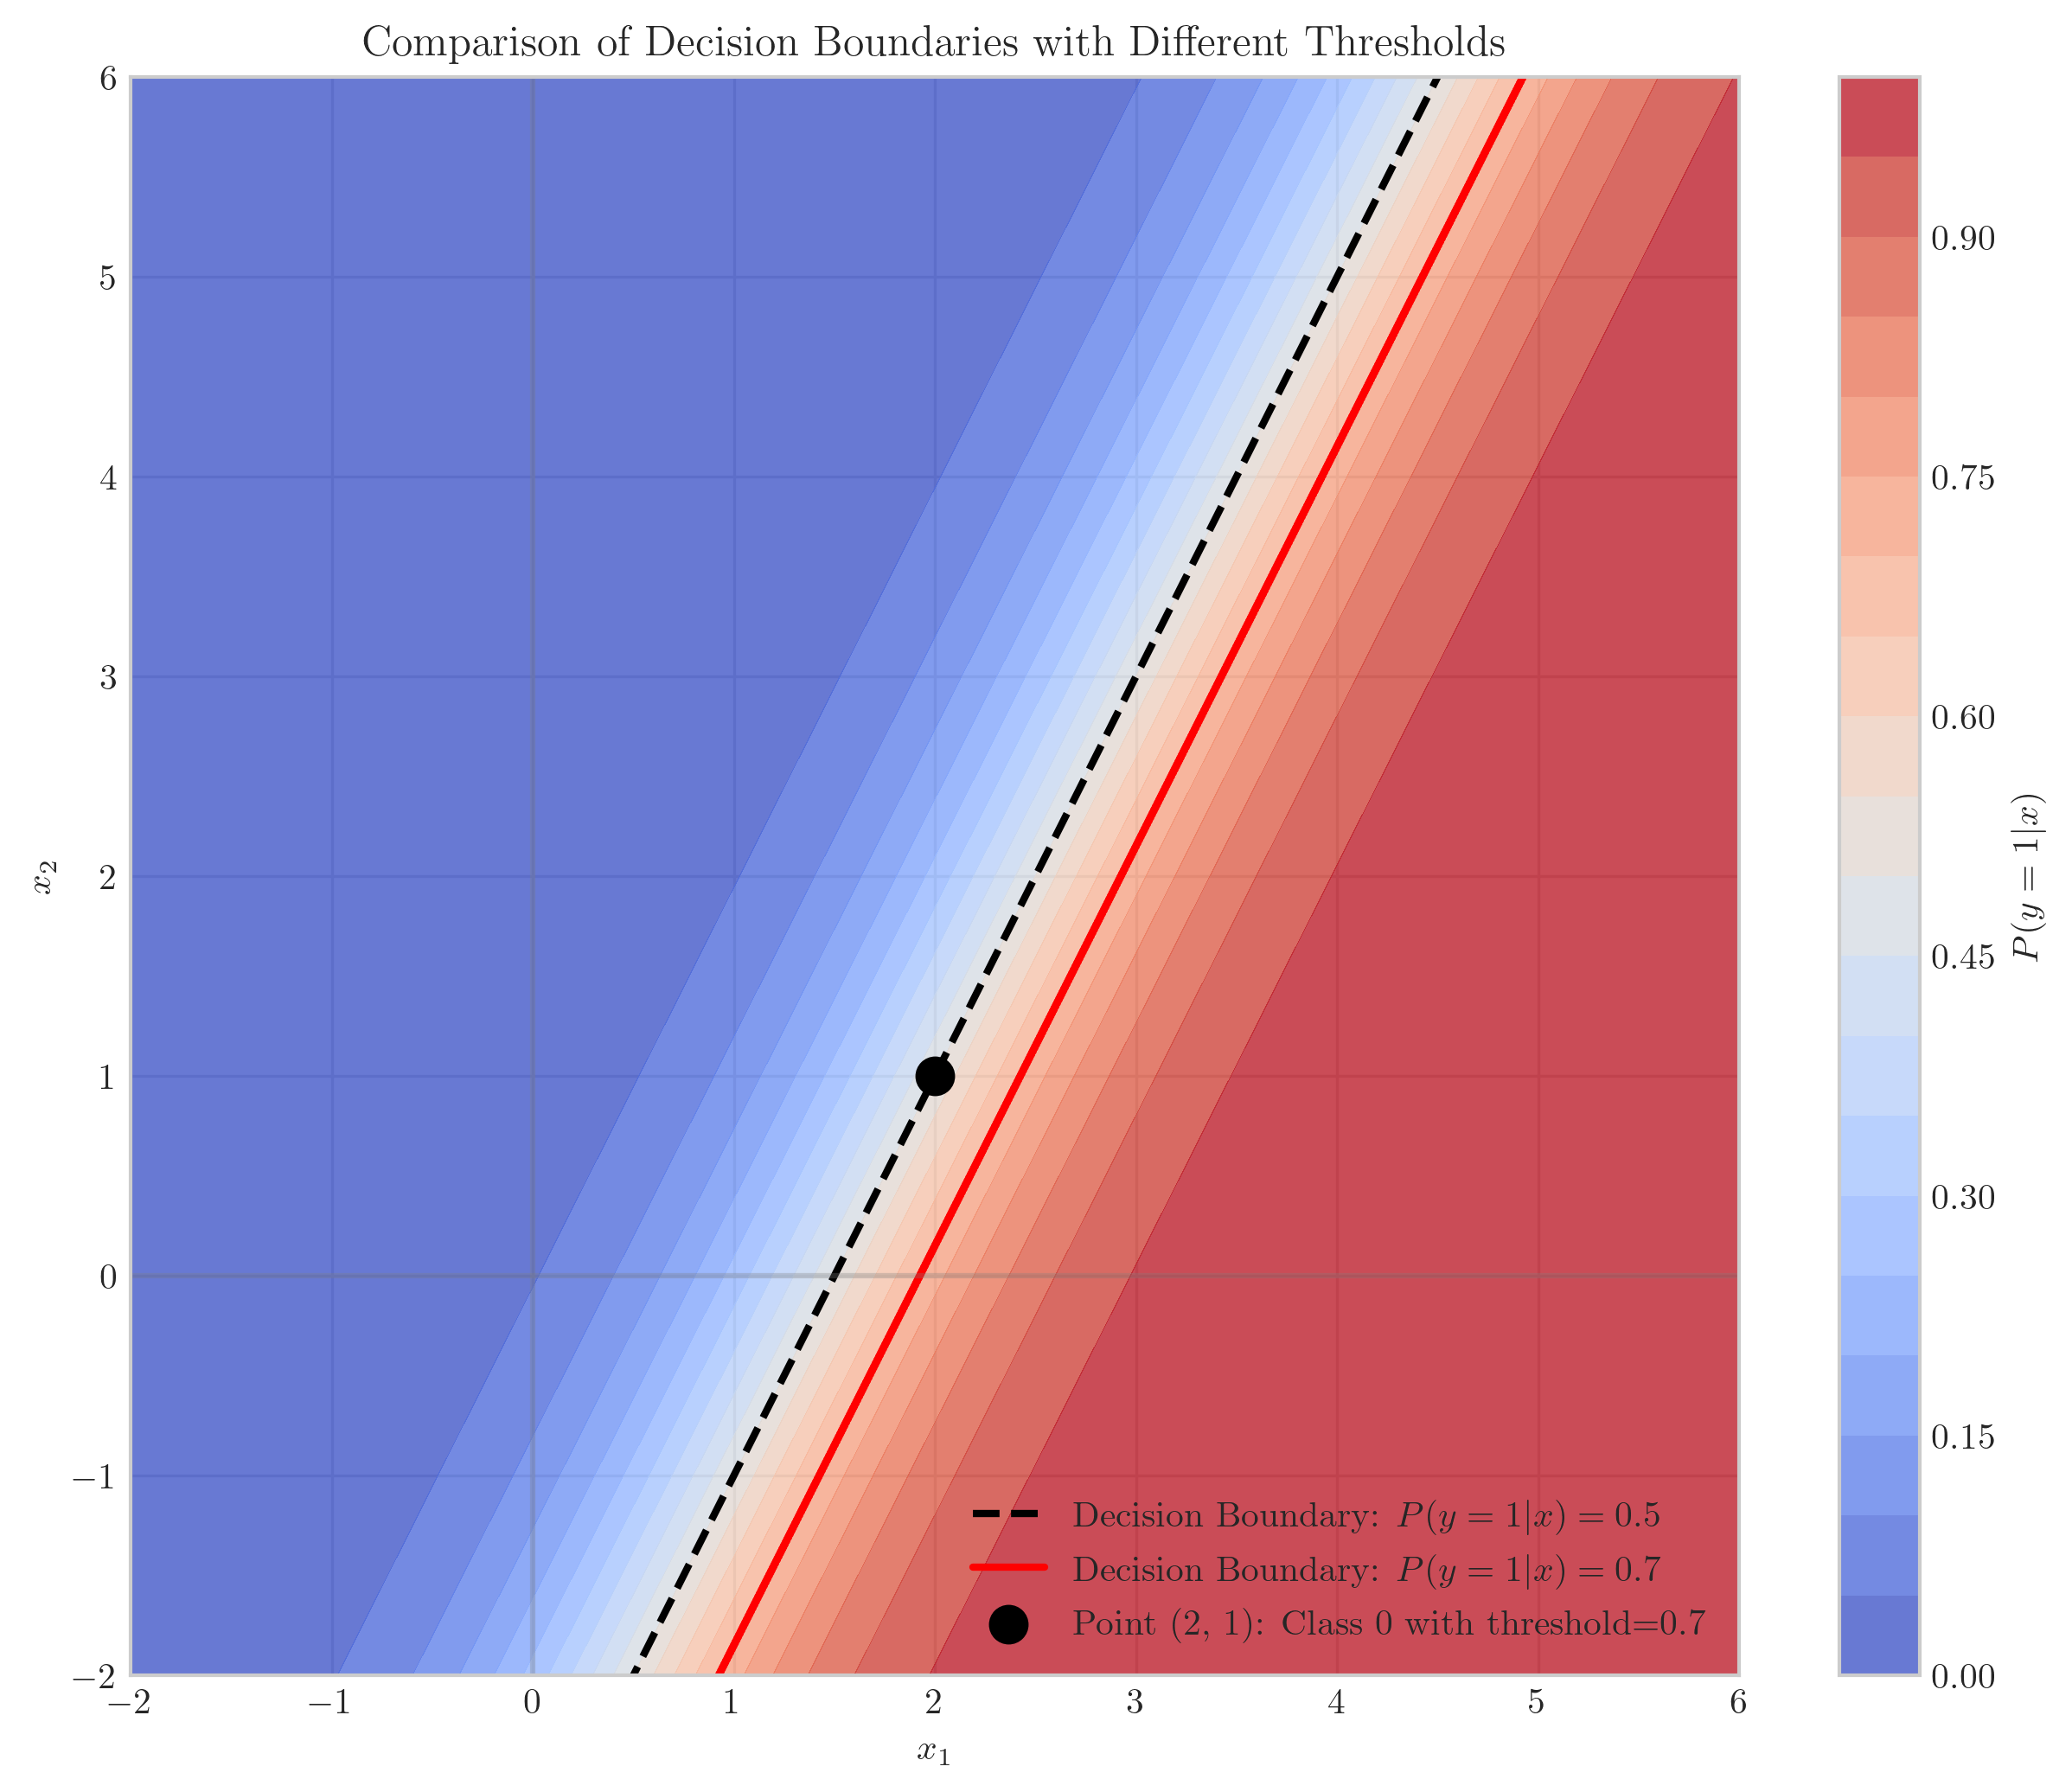 Comparison of Decision Boundaries with Different Thresholds
6
5
4
3
2
1
0
−1
−2
x₂
−2 −1 0 1 2 3 4 5 6
x₁
Decision Boundary: P(y = 1|x) = 0.5
Decision Boundary: P(y = 1|x) = 0.7
Point (2, 1): Class 0 with threshold=0.7
0.90
0.75
0.60
0.45
0.30
0.15
0.00
P(y = 1|x)